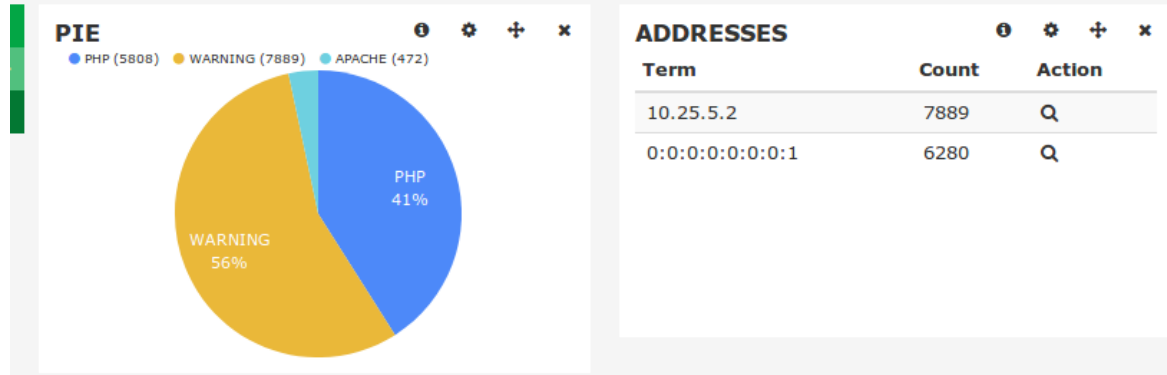 PIE
PHP (5808) WARNING (7889) APACHE (472)
PHP
41%
WARNING
56%
ADDRESSES
Term Count Action
10.25.5.2 7889
0:0:0:0:0:0:0:1 6280